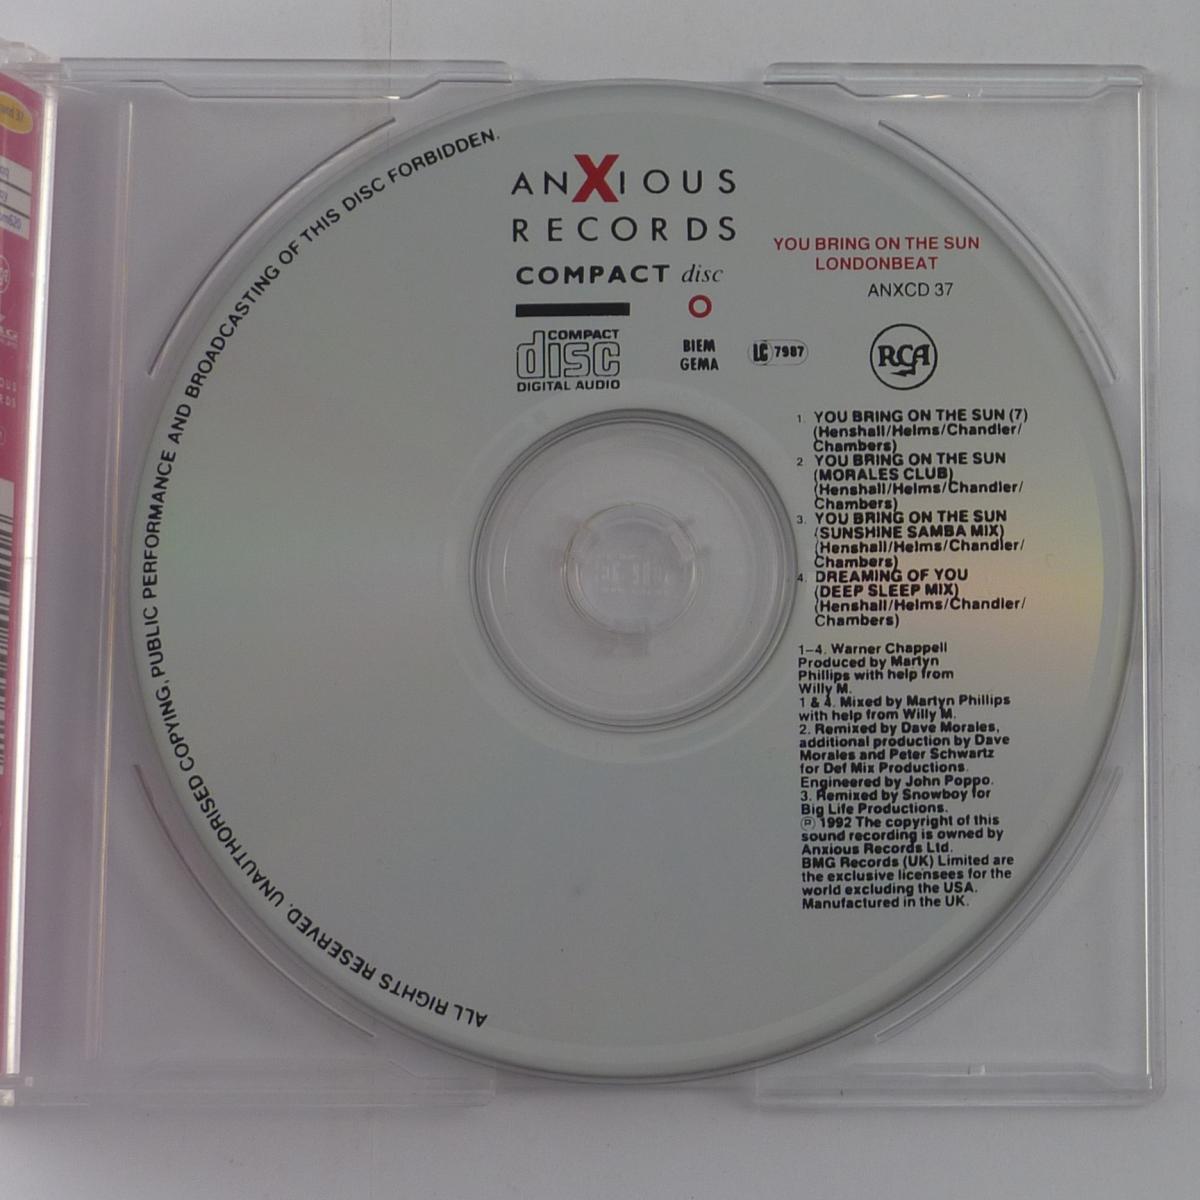 ANXIOUS
RECORDS
COMPACT disc
COMPACT
disc
DIGITAL AUDIO
BIEM
GEMA
LC 7987
YOU BRING ON THE SUN
LONDONBEAT
ANXCD 37
RCA
1. YOU BRING ON THE SUN (7)
(Henshall/Helms/Chandler/
Chambers)
2 YOU BRING ON THE SUN
(MORALES CLUB)
(Henshall/Helms/Chandler/
Chambers)
3. YOU BRING ON THE SUN
(SUNSHINE SAMBA MIX)
(Henshall/Helms/Chandler/
Chambers)
4. DREAMING OF YOU
(DEEP SLEEP MIX)
(Henshall/Helms/Chandler/
Chambers)
1–4. Warner Chappell
Produced by Martyn
Phillips with help from
Willy M.
1 & 4. Mixed by Martyn Phillips
with help from Willy M.
2. Remixed by Dave Morales,
additional production by Dave
Morales and Peter Schwartz
for Def Mix Productions.
Engineered by John Poppo.
3. Remixed by Snowboy for
Big Life Productions.
℗ 1992 The copyright of this
sound recording is owned by
Anxious Records Ltd.
BMG Records (UK) Limited are
the exclusive licensees for the
world excluding the USA.
Manufactured in the UK.
ALL RIGHTS RESERVED. UNAUTHORISED COPYING, PUBLIC PERFORMANCE AND BROADCASTING OF THIS DISC FORBIDDEN.